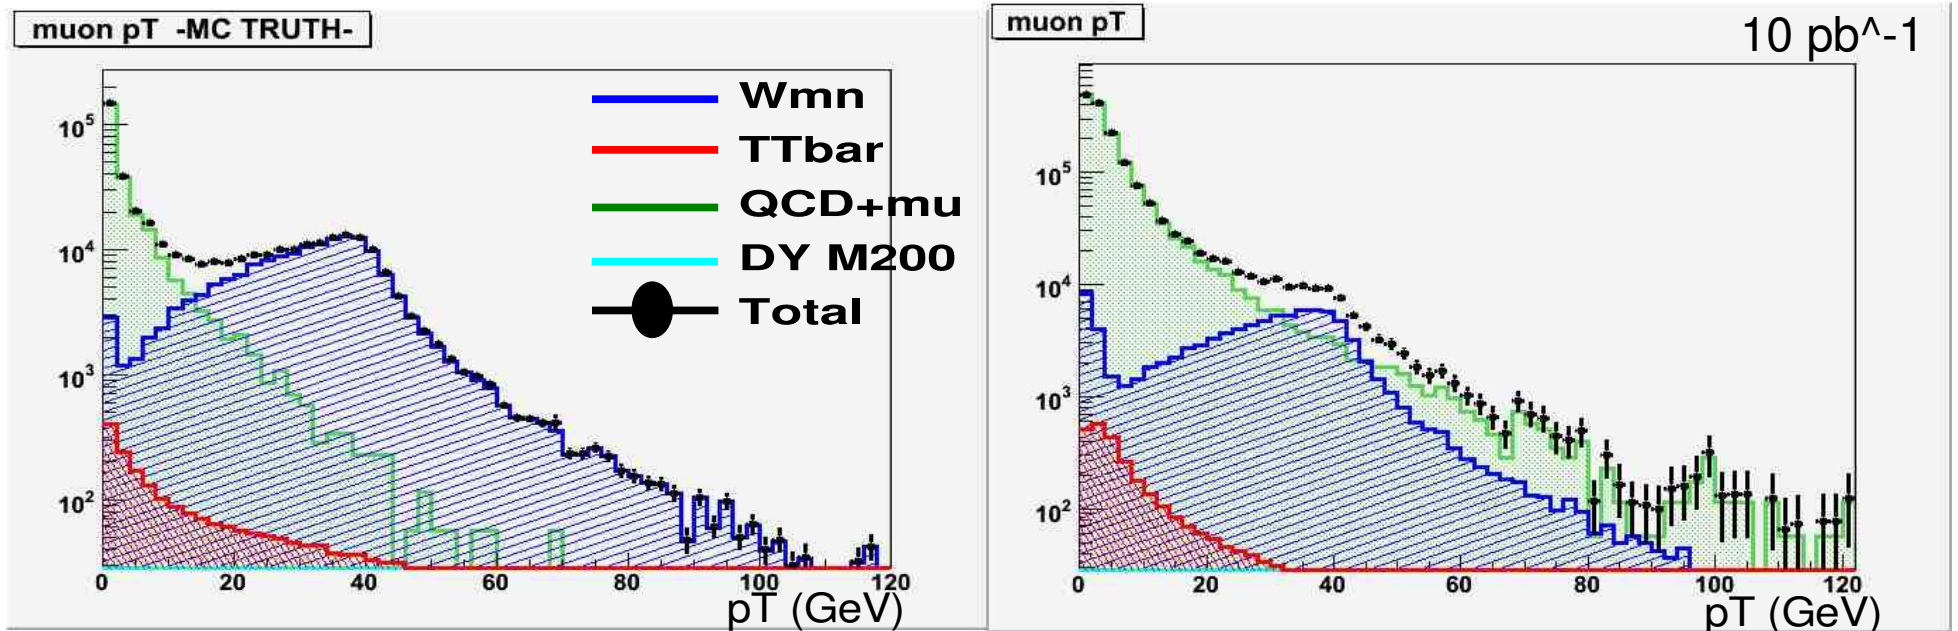 muon pT -MC TRUTH-
10^5
10^4
10^3
10^2
0 20 40 60 80 100 120
pT (GeV)
Wmn
TTbar
QCD+mu
DY M200
Total
muon pT
10 pb^-1
10^5
10^4
10^3
10^2
0 20 40 60 80 100 120
pT (GeV)